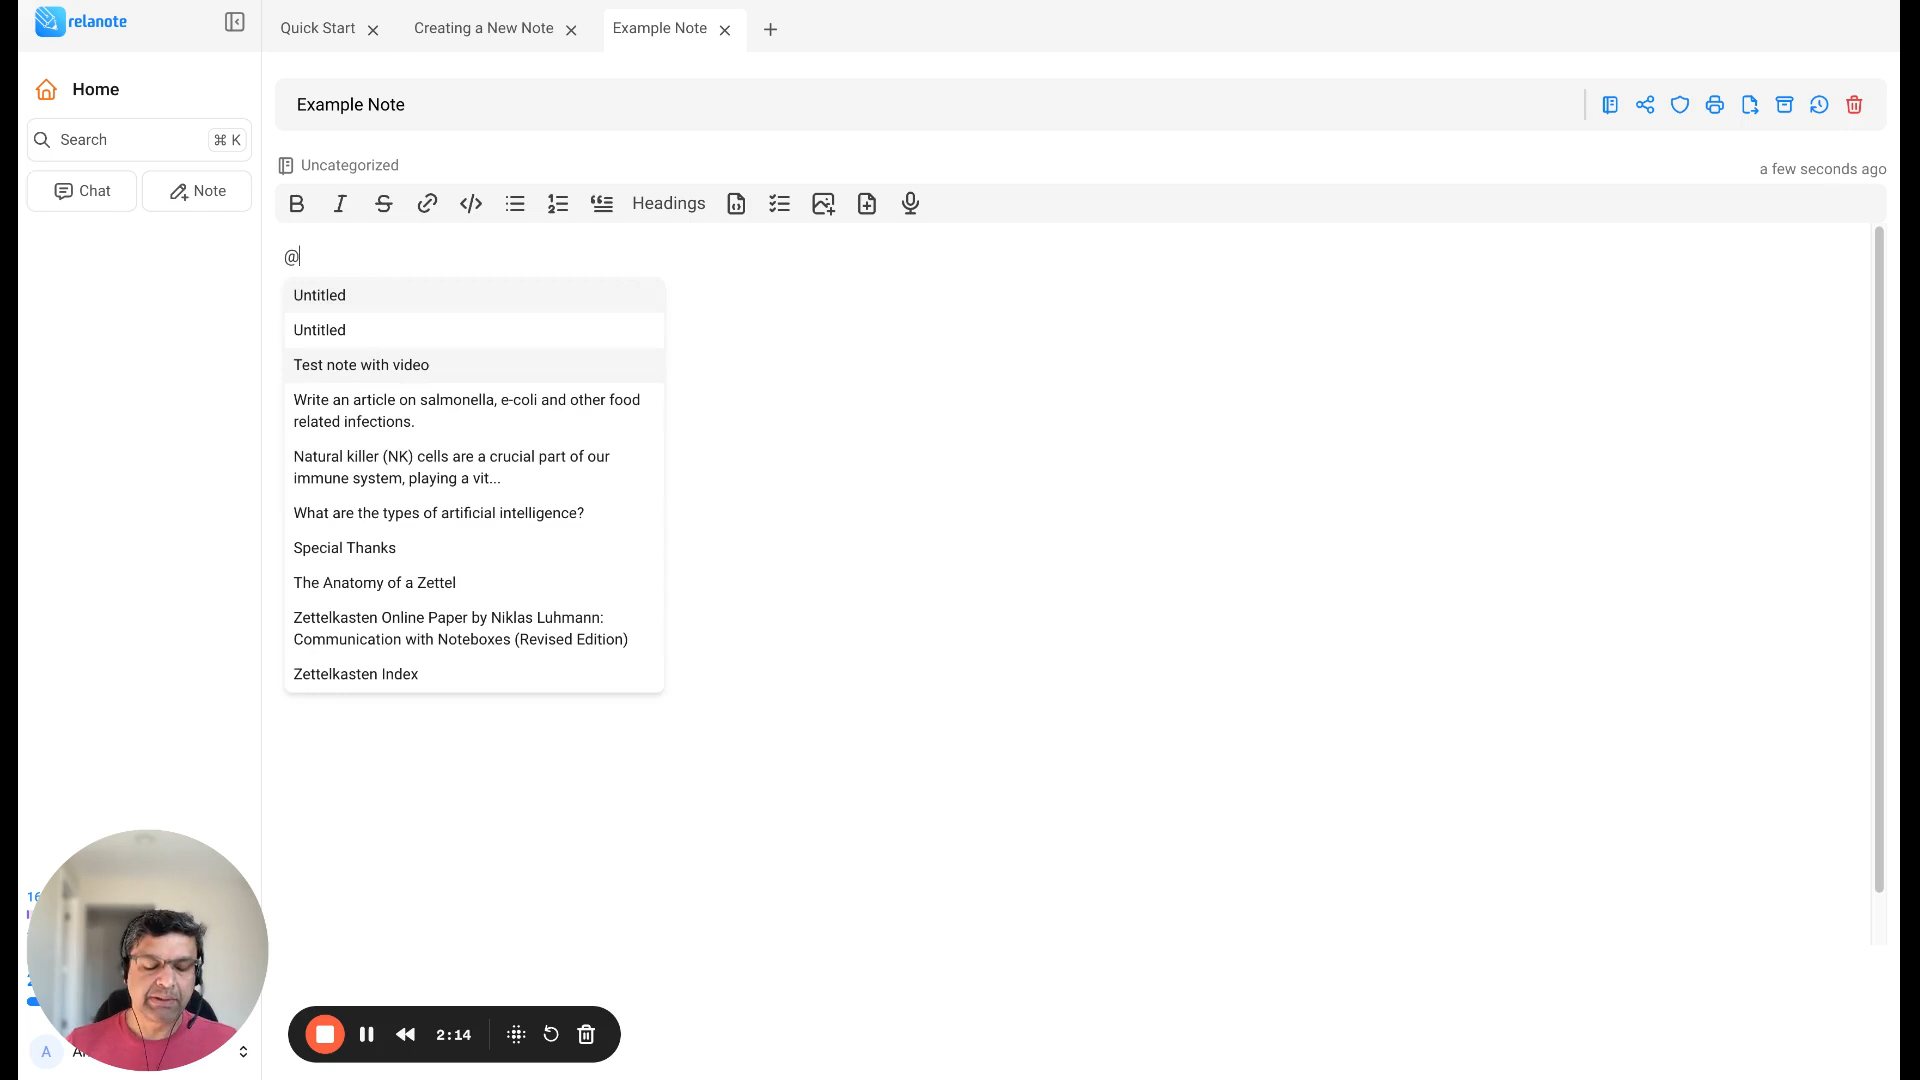 relanote
Quick Start
Creating a New Note
Example Note
Home
Search
⌘ K
Chat
Note
Example Note
Uncategorized
a few seconds ago
Headings
@
Untitled
Untitled
Test note with video
Write an article on salmonella, e-coli and other food
related infections.
Natural killer (NK) cells are a crucial part of our
immune system, playing a vit...
What are the types of artificial intelligence?
Special Thanks
The Anatomy of a Zettel
Zettelkasten Online Paper by Niklas Luhmann:
Communication with Noteboxes (Revised Edition)
Zettelkasten Index
2:14
A